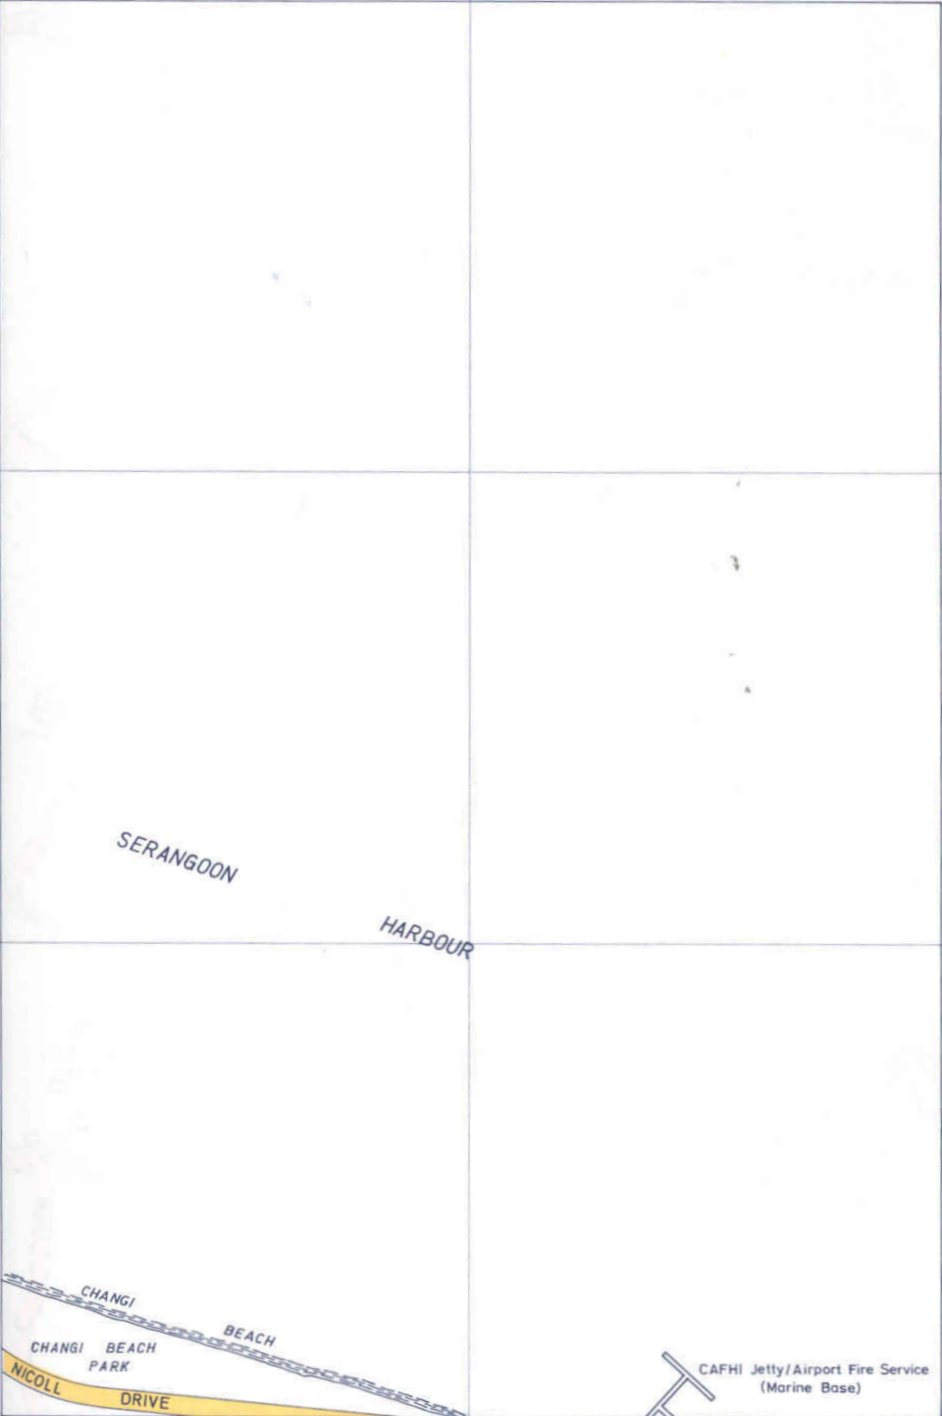 SERANGOON
HARBOUR
CHANGI
BEACH
CHANGI BEACH
PARK
NICOLL
DRIVE
CAFHI Jetty/Airport Fire Service
(Marine Base)